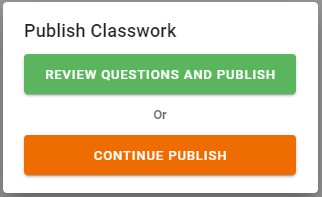 Publish Classwork
REVIEW QUESTIONS AND PUBLISH
Or
CONTINUE PUBLISH